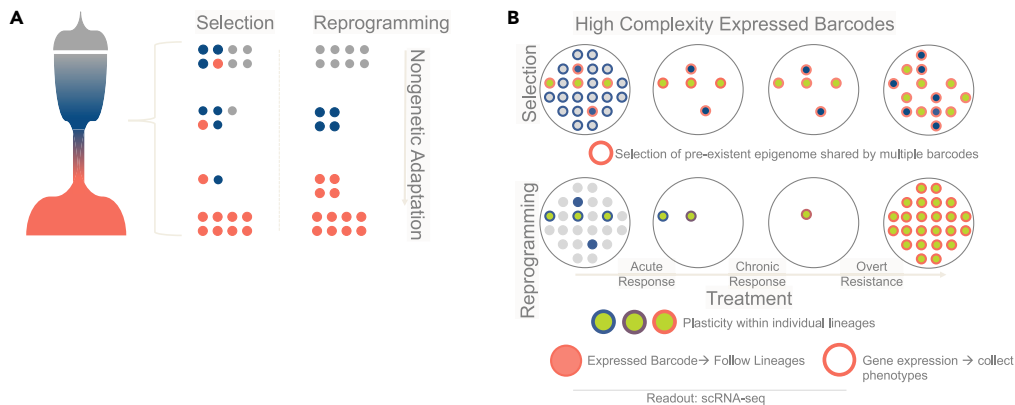 A
Selection
Reprogramming
Nongenetic Adaptation
B
High Complexity Expressed Barcodes
Selection
Selection of pre-existent epigenome shared by multiple barcodes
Reprogramming
Acute
Response
Chronic
Response
Overt
Resistance
Treatment
Plasticity within individual lineages
Expressed Barcode→ Follow Lineages
Gene expression → collect
phenotypes
Readout: scRNA-seq